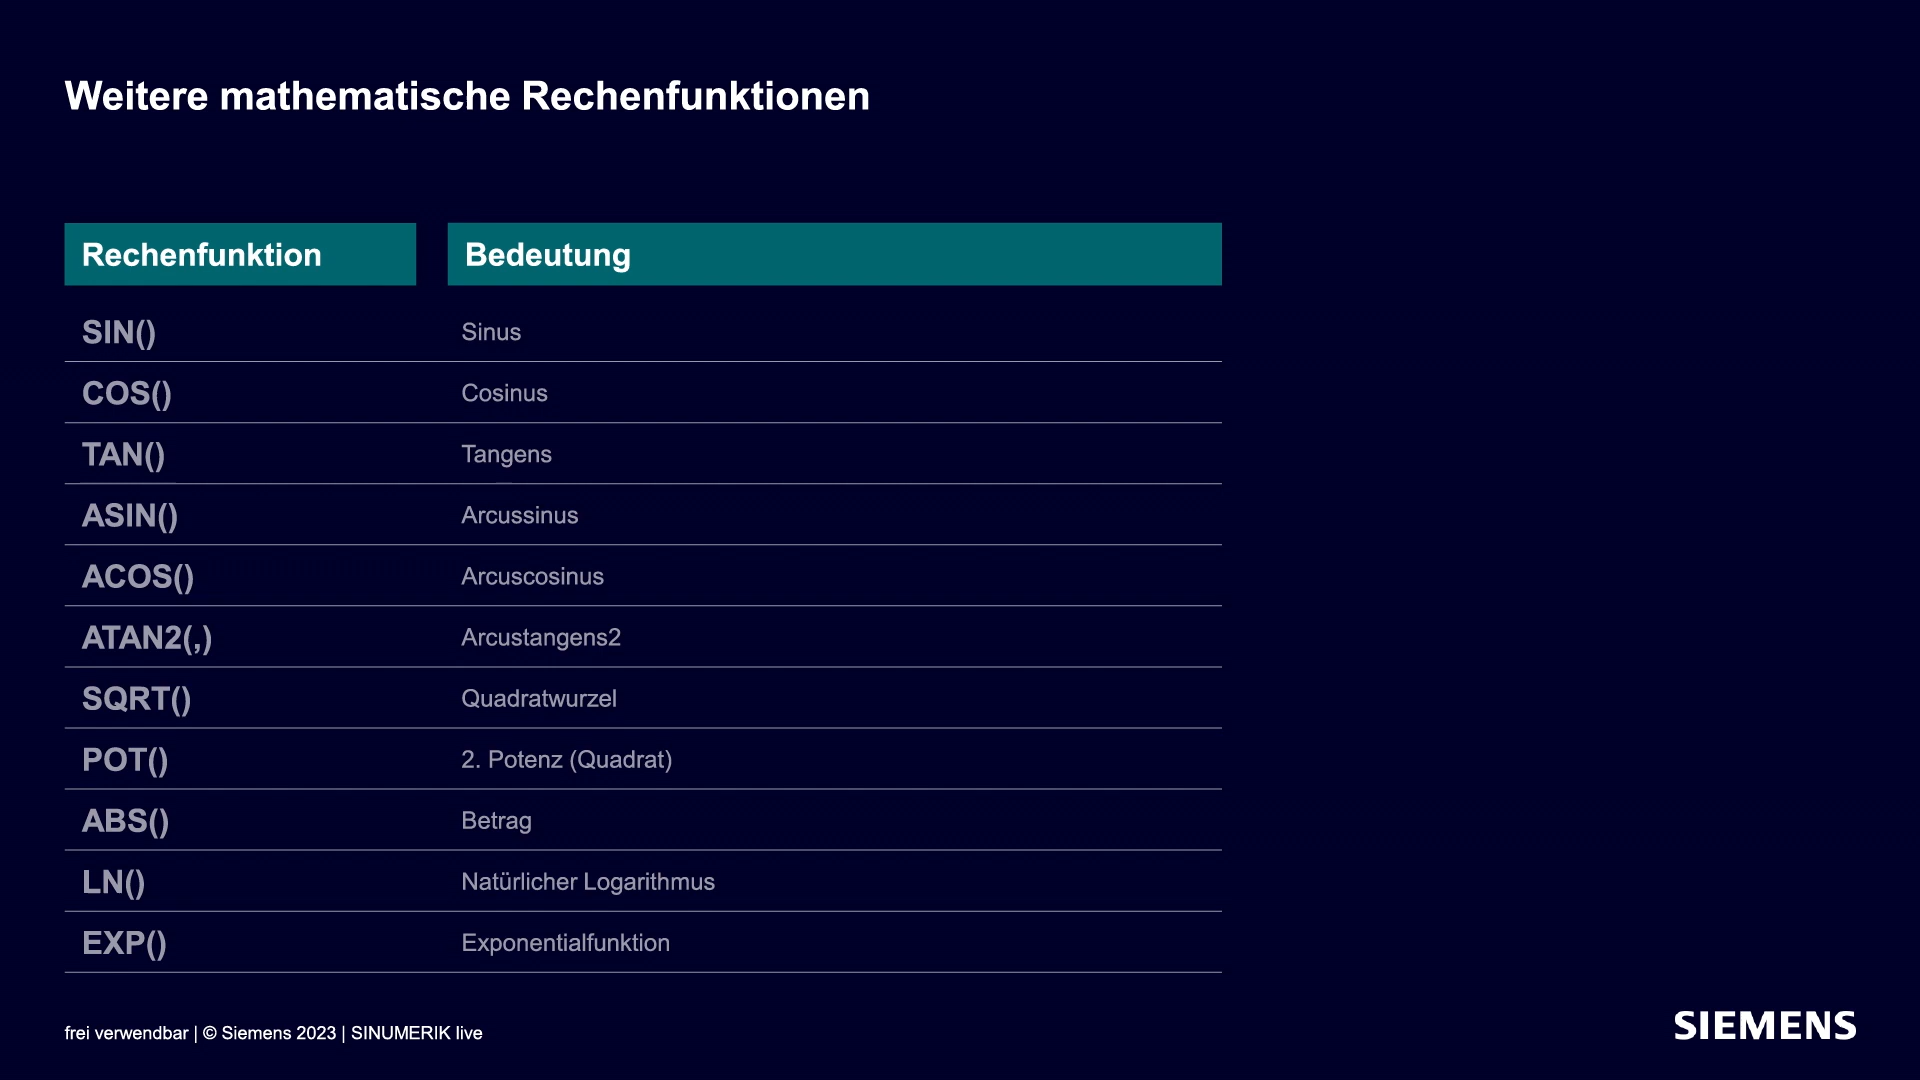 Weitere mathematische Rechenfunktionen
Rechenfunktion Bedeutung
SIN() Sinus
COS() Cosinus
TAN() Tangens
ASIN() Arcussinus
ACOS() Arcuscosinus
ATAN2(,) Arcustangens2
SQRT() Quadratwurzel
POT() 2. Potenz (Quadrat)
ABS() Betrag
LN() Natürlicher Logarithmus
EXP() Exponentialfunktion
frei verwendbar | © Siemens 2023 | SINUMERIK live
SIEMENS